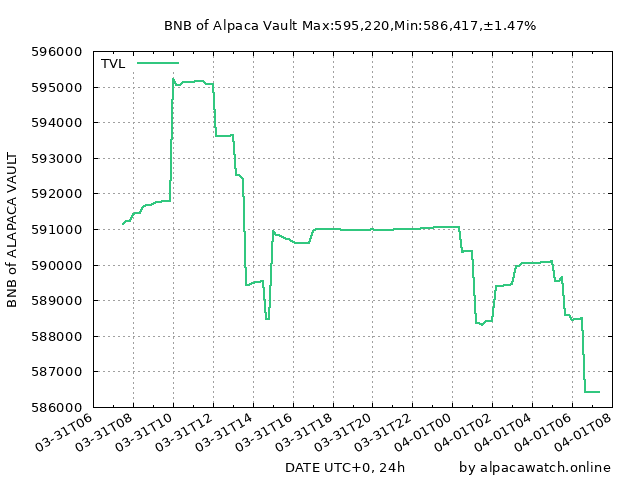 BNB of Alpaca Vault Max:595,220,Min:586,417,±1.47%
TVL
596000
595000
594000
593000
592000
591000
590000
589000
588000
587000
586000
BNB of ALAPACA VAULT
03-31T06
03-31T08
03-31T10
03-31T12
03-31T14
03-31T16
03-31T18
03-31T20
03-31T22
04-01T00
04-01T02
04-01T04
04-01T06
04-01T08
DATE UTC+0, 24h
by alpacawatch.online